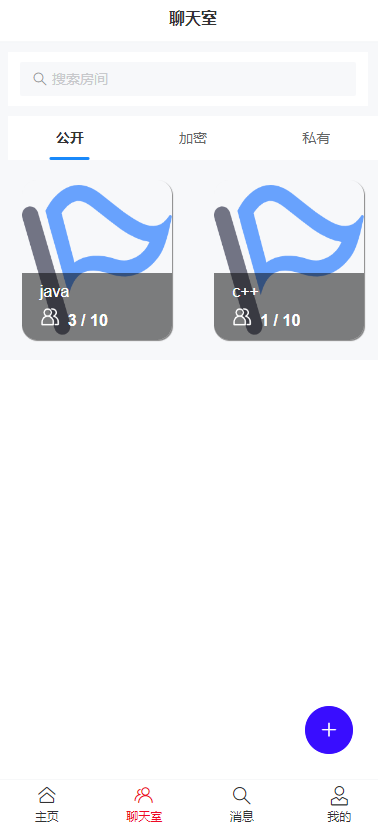 聊天室
搜索房间
公开 加密 私有
java c++
3 / 10 1 / 10
主页 聊天室 消息 我的